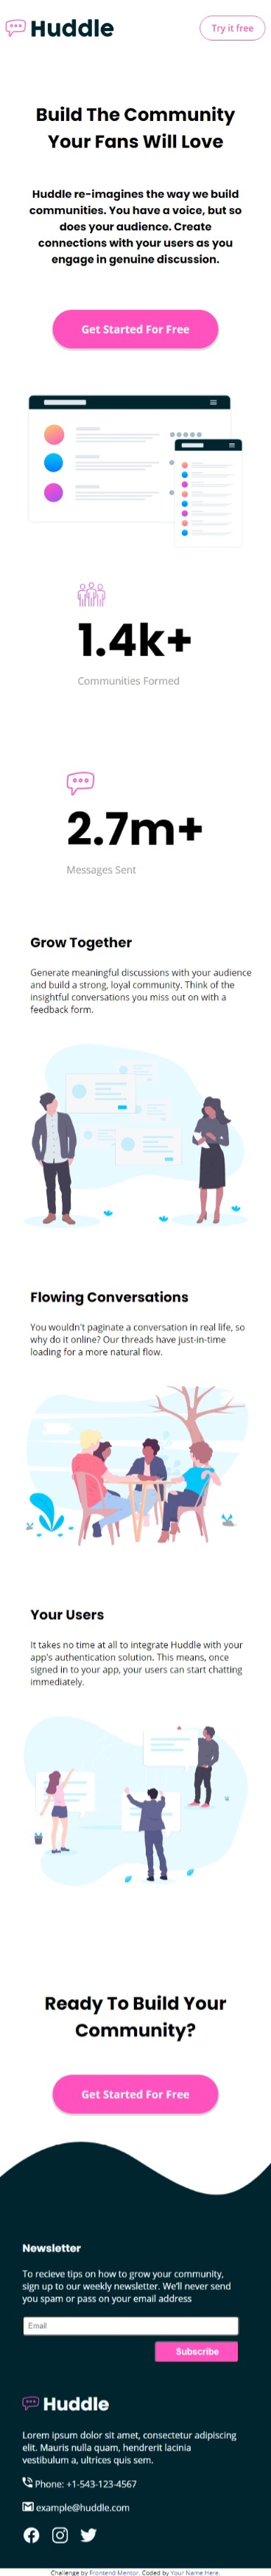 Huddle
Try it free
Build The Community
Your Fans Will Love
Huddle re-imagines the way we build
communities. You have a voice, but so
does your audience. Create
connections with your users as you
engage in genuine discussion.
Get Started For Free
1.4k+
Communities Formed
2.7m+
Messages Sent
Grow Together
Generate meaningful discussions with your audience
and build a strong, loyal community. Think of the
insightful conversations you miss out on with a
feedback form.
Flowing Conversations
You wouldn't paginate a conversation in real life, so
why do it online? Our threads have just-in-time
loading for a more natural flow.
Your Users
It takes no time at all to integrate Huddle with your
app's authentication solution. This means, once
signed in to your app, your users can start chatting
immediately.
Ready To Build Your
Community?
Get Started For Free
Newsletter
To recieve tips on how to grow your community,
sign up to our weekly newsletter. We'll never send
you spam or pass on your email address
Email
Subscribe
Huddle
Lorem ipsum dolor sit amet, consectetur adipiscing
elit. Mauris nulla quam, hendrerit lacinia
vestibulum a, ultrices quis sem.
Phone: +1-543-123-4567
example@huddle.com
Challenge by Frontend Mentor. Coded by Your Name Here.